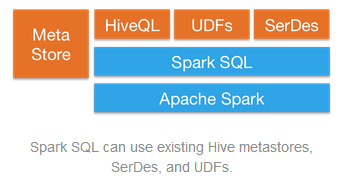 Meta
Store
HiveQL
UDFs
SerDes
Spark SQL
Apache Spark
Spark SQL can use existing Hive metastores,
SerDes, and UDFs.